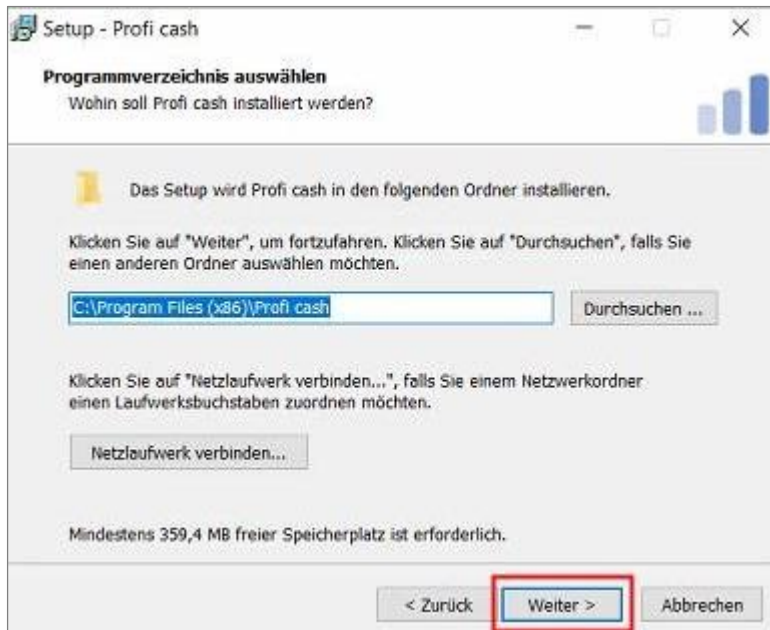 Setup - Profi cash
Programmverzeichnis auswählen
Wohin soll Profi cash installiert werden?
Das Setup wird Profi cash in den folgenden Ordner installieren.
Klicken Sie auf "Weiter", um fortzufahren. Klicken Sie auf "Durchsuchen", falls Sie
einen anderen Ordner auswählen möchten.
C:\Program Files (x86)\Profi cash
Durchsuchen ...
Klicken Sie auf "Netzlaufwerk verbinden...", falls Sie einem Netzwerkordner
einen Laufwerksbuchstaben zuordnen möchten.
Netzlaufwerk verbinden...
Mindestens 359,4 MB freier Speicherplatz ist erforderlich.
< Zurück
Weiter >
Abbrechen